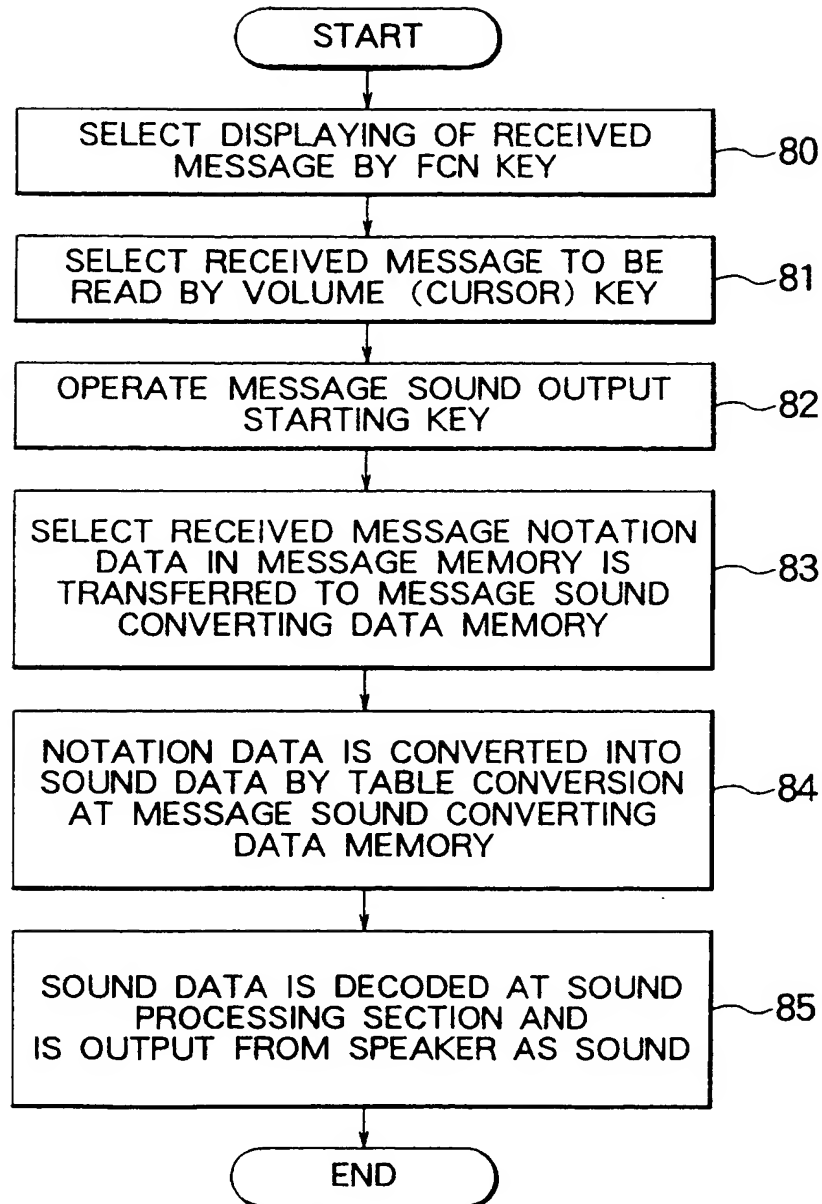 START
SELECT DISPLAYING OF RECEIVED
MESSAGE BY FCN KEY
80
SELECT RECEIVED MESSAGE TO BE
READ BY VOLUME (CURSOR) KEY
81
OPERATE MESSAGE SOUND OUTPUT
STARTING KEY
82
SELECT RECEIVED MESSAGE NOTATION
DATA IN MESSAGE MEMORY IS
TRANSFERRED TO MESSAGE SOUND
CONVERTING DATA MEMORY
83
NOTATION DATA IS CONVERTED INTO
SOUND DATA BY TABLE CONVERSION
AT MESSAGE SOUND CONVERTING
DATA MEMORY
84
SOUND DATA IS DECODED AT SOUND
PROCESSING SECTION AND
IS OUTPUT FROM SPEAKER AS SOUND
85
END